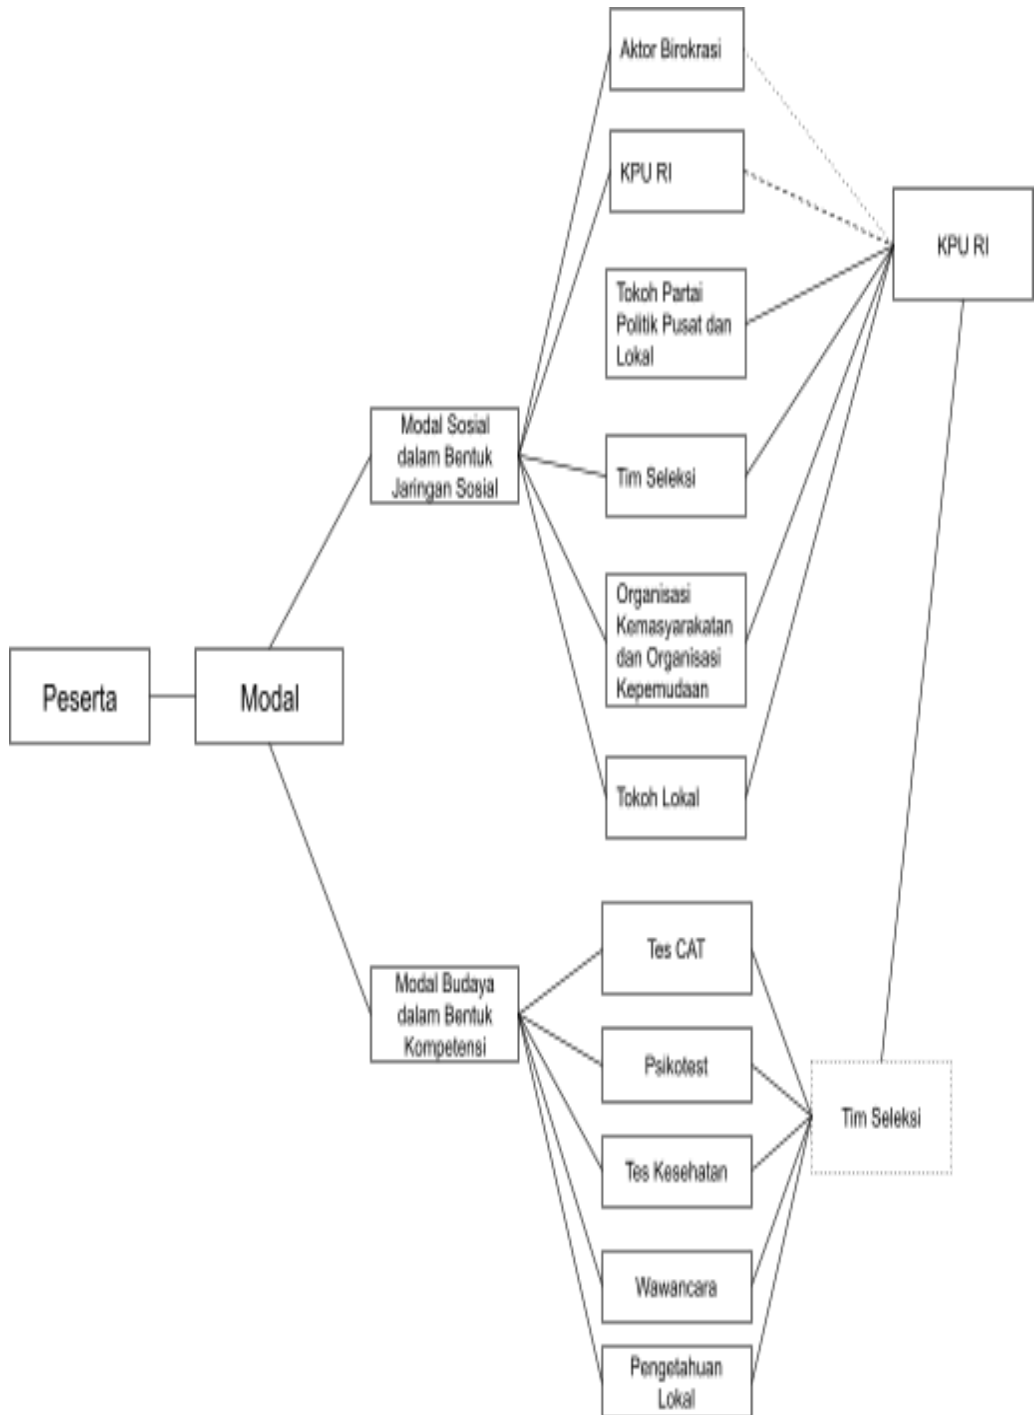 Aktor Birokrasi
KPU RI
KPU RI
Tokoh Partai
Politik Pusat dan
Lokal
Modal Sosial
dalam Bentuk
Jaringan Sosial
Tim Seleksi
Organisasi
Kemasyarakatan
dan Organisasi
Kepemudaan
Peserta
Modal
Tokoh Lokal
Tes CAT
Modal Budaya
dalam Bentuk
Kompetensi
Psikotest
Tim Seleksi
Tes Kesehatan
Wawancara
Pengetahuan
Lokal